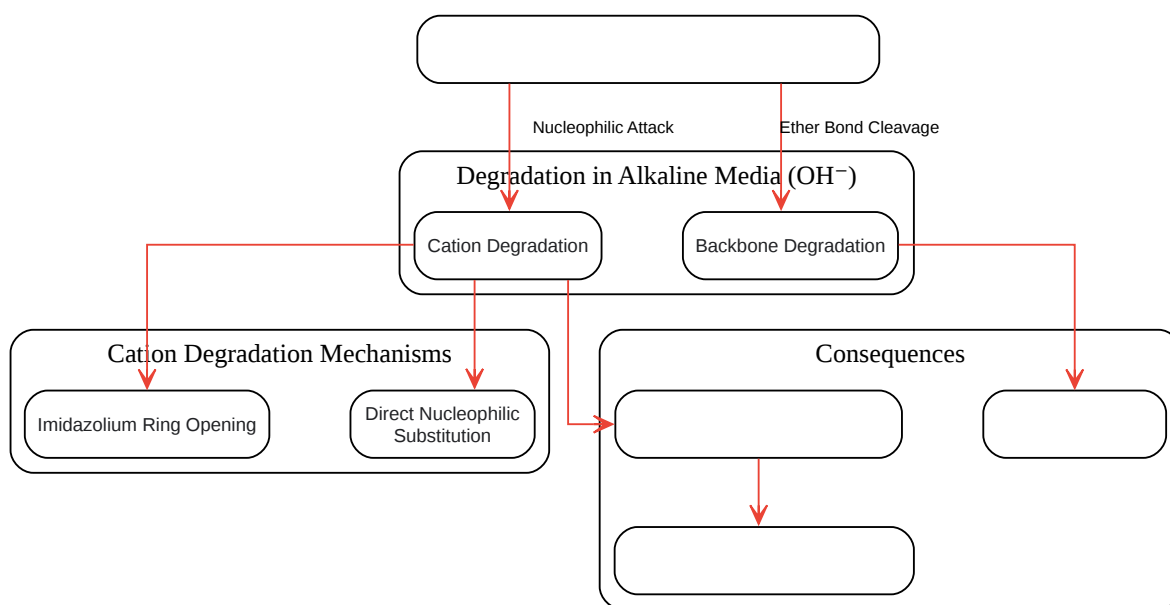 Nucleophilic Attack
Ether Bond Cleavage
Degradation in Alkaline Media (OH⁻)
Cation Degradation
Backbone Degradation
Cation Degradation Mechanisms
Imidazolium Ring Opening
Direct Nucleophilic
Substitution
Consequences